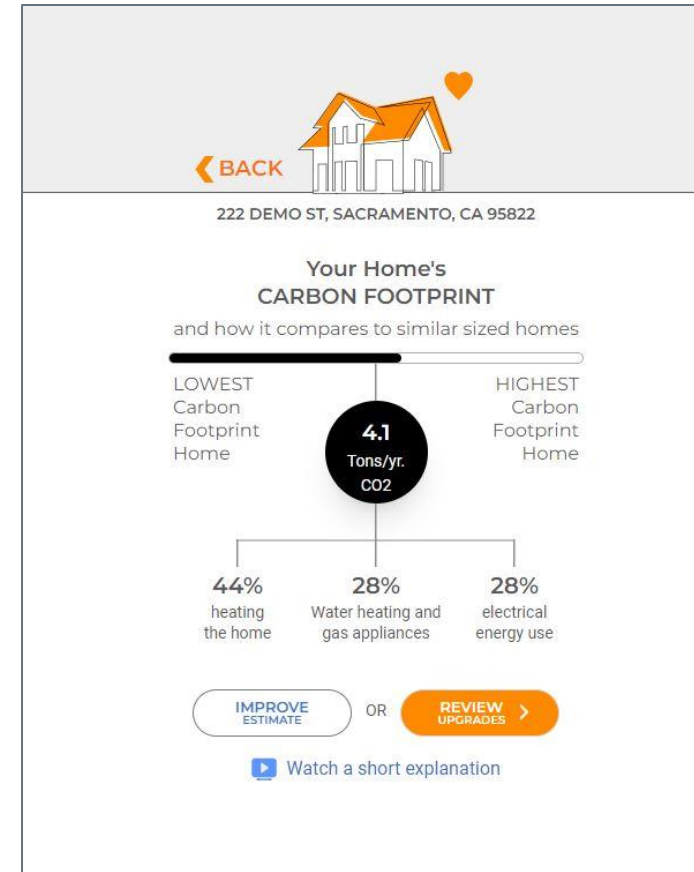 BACK
222 DEMO ST, SACRAMENTO, CA 95822
Your Home's
CARBON FOOTPRINT
and how it compares to similar sized homes
LOWEST
Carbon
Footprint
Home
HIGHEST
Carbon
Footprint
Home
4.1
Tons/yr.
CO2
44%
heating
the home
28%
Water heating and
gas appliances
28%
electrical
energy use
IMPROVE
ESTIMATE
OR
REVIEW
UPGRADES
Watch a short explanation